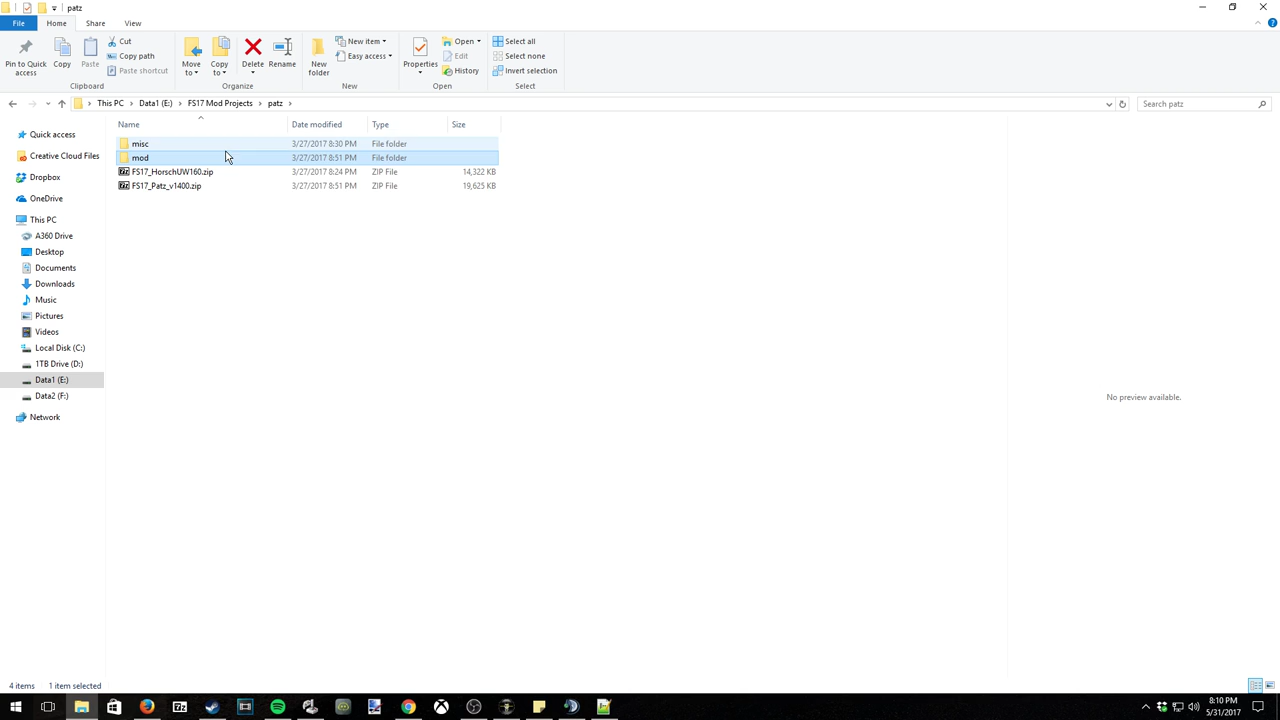 patz
File
Home
Share
View
Pin to Quick access
Copy
Paste
Cut
Copy path
Paste shortcut
Clipboard
Move to
Copy to
Delete
Rename
Organize
New folder
New item
Easy access
New
Properties
Open
Edit
History
Open
Select all
Select none
Invert selection
Select
This PC
Data1 (E:)
FS17 Mod Projects
patz
Search patz
Name
Date modified
Type
Size
misc 3/27/2017 8:30 PM File folder
mod 3/27/2017 8:51 PM File folder
FS17_HorschUW160.zip 3/27/2017 8:24 PM ZIP File 14,322 KB
FS17_Patz_v1400.zip 3/27/2017 8:51 PM ZIP File 19,625 KB
Quick access
Creative Cloud Files
Dropbox
OneDrive
This PC
A360 Drive
Desktop
Documents
Downloads
Music
Pictures
Videos
Local Disk (C:)
1TB Drive (D:)
Data1 (E:)
Data2 (F:)
Network
No preview available.
4 items
1 item selected
8:10 PM
5/31/2017